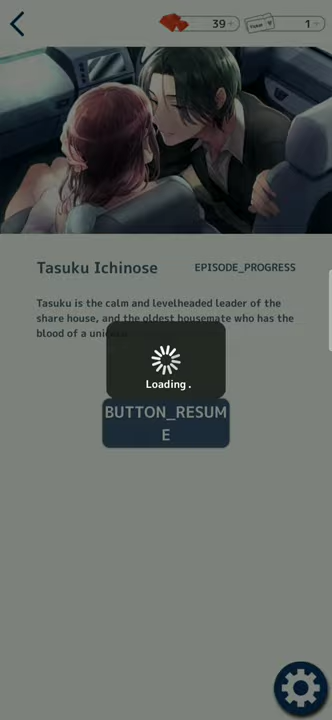 39 +
Ticket 1 +
Tasuku Ichinose
EPISODE_PROGRESS
Tasuku is the calm and levelheaded leader of the
share house, and the oldest housemate who has the
blood of a
Loading.
BUTTON_RESUM
E